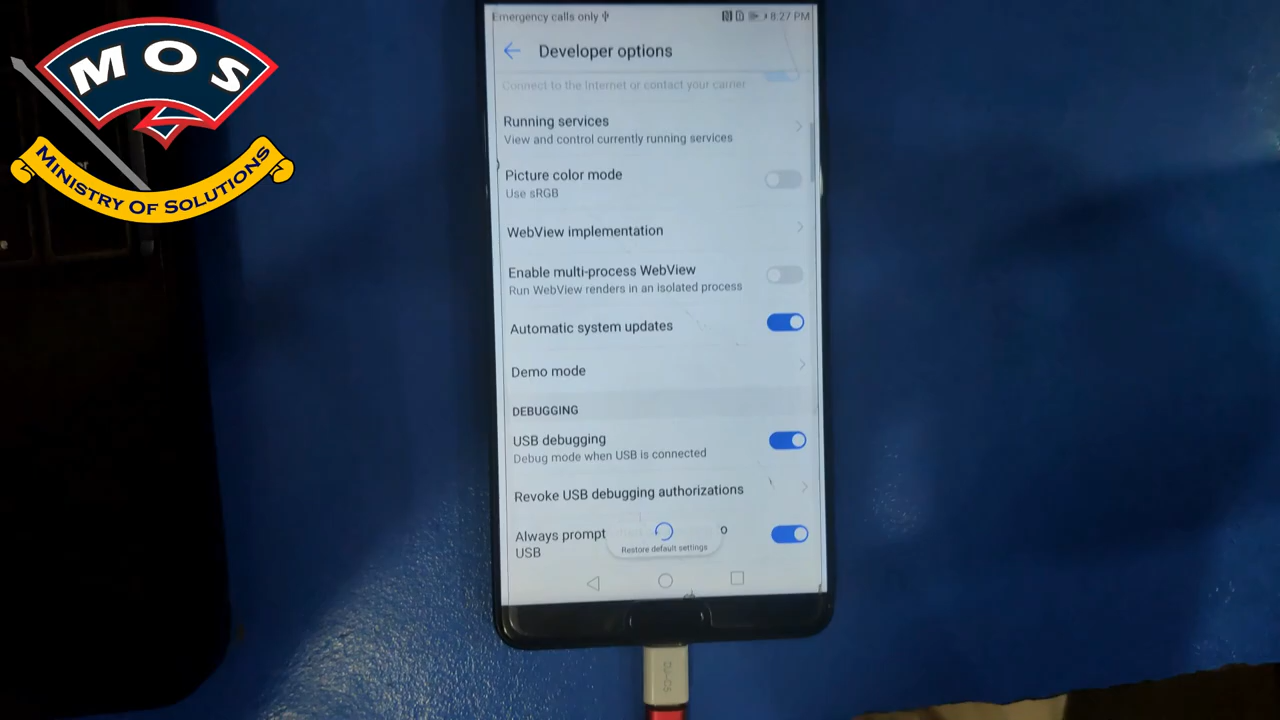 MOS
MINISTRY OF SOLUTIONS
Emergency calls only
8:27 PM
Developer options
Connect to the Internet or contact your carrier
Running services
View and control currently running services
Picture color mode
Use sRGB
WebView implementation
Enable multi-process WebView
Run WebView renders in an isolated process
Automatic system updates
Demo mode
DEBUGGING
USB debugging
Debug mode when USB is connected
Revoke USB debugging authorizations
Always prompt
USB
Restore default settings